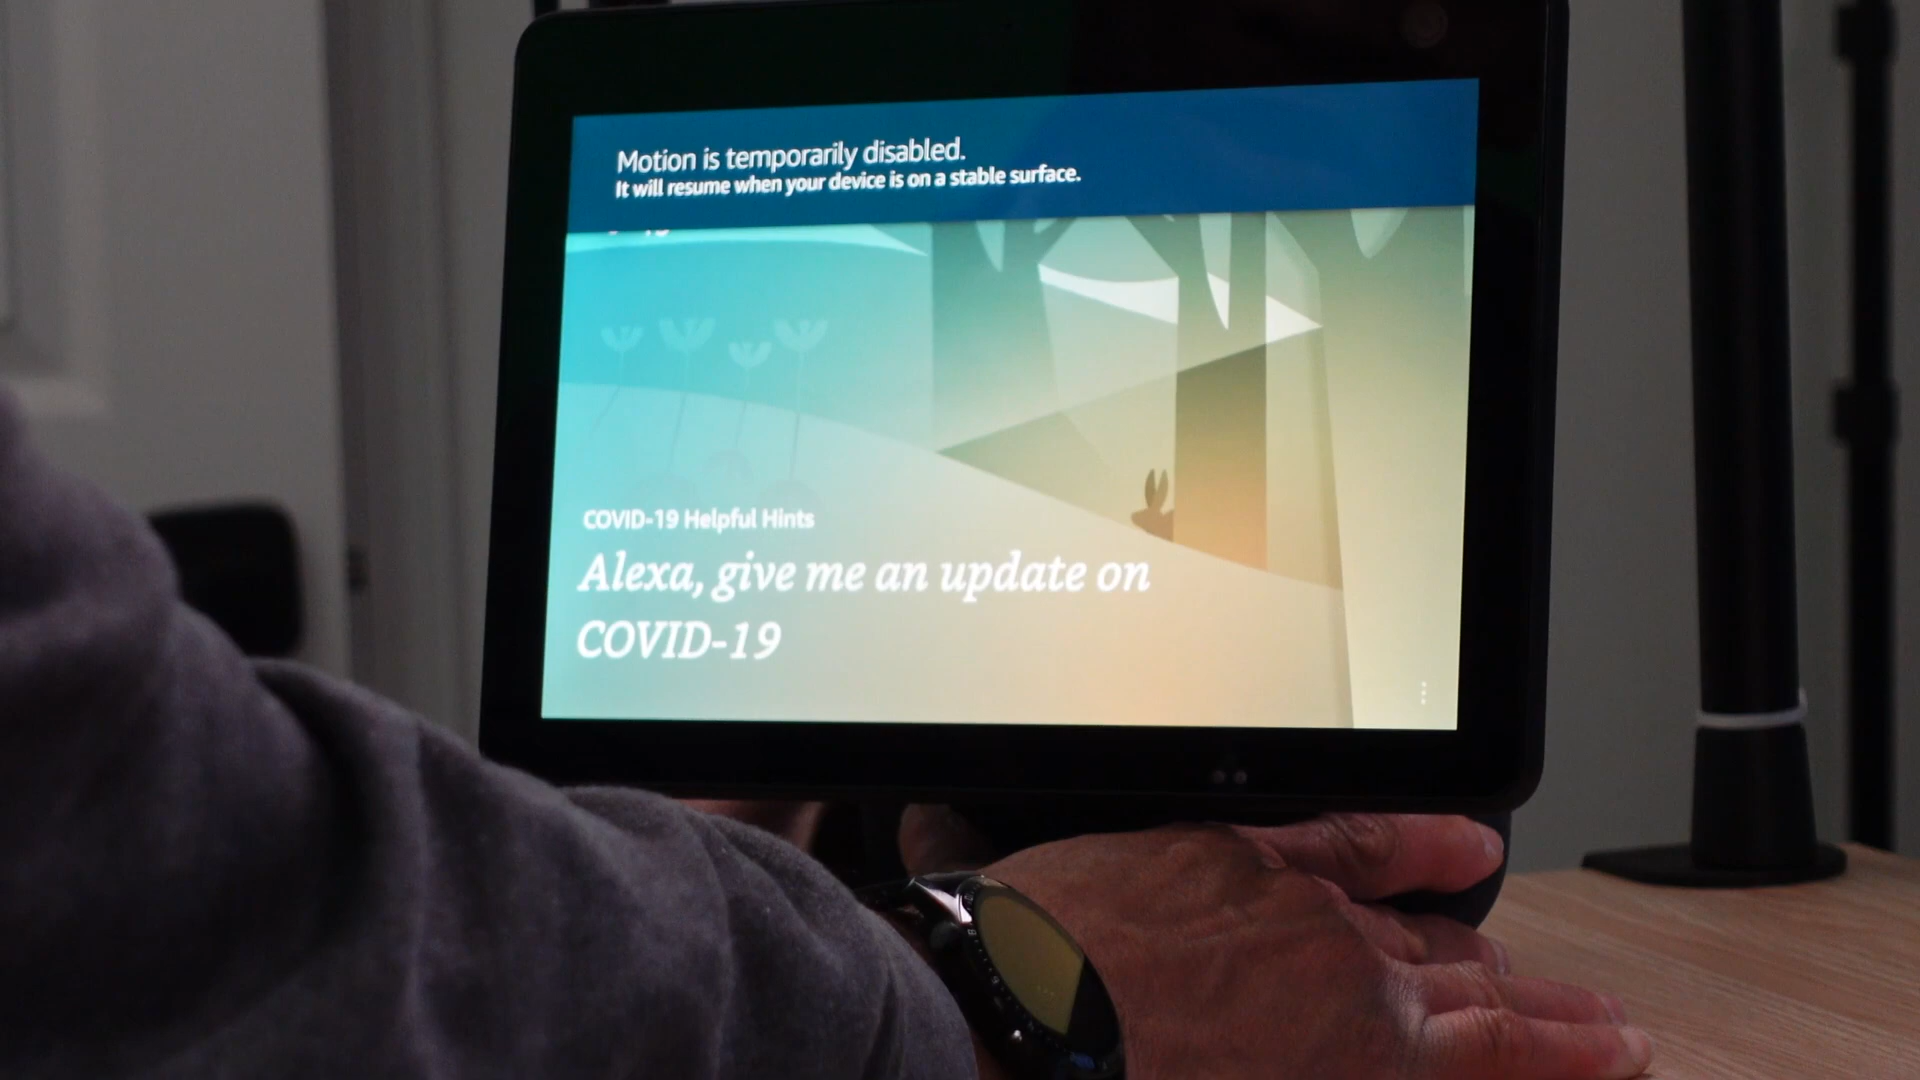 Motion is temporarily disabled.
It will resume when your device is on a stable surface.
COVID-19 Helpful Hints
Alexa, give me an update on
COVID-19